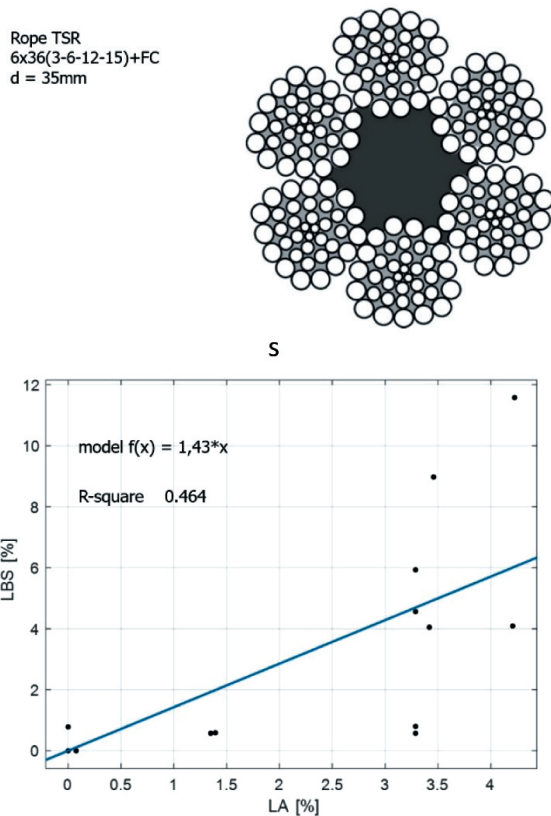 Rope TSR
6x36(3-6-12-15)+FC
d = 35mm
S
12
model f(x) = 1,43*x
10
R-square 0.464
8
6
4
2
0
LBS [%]
0 0.5 1 1.5 2 2.5 3 3.5 4
LA [%]